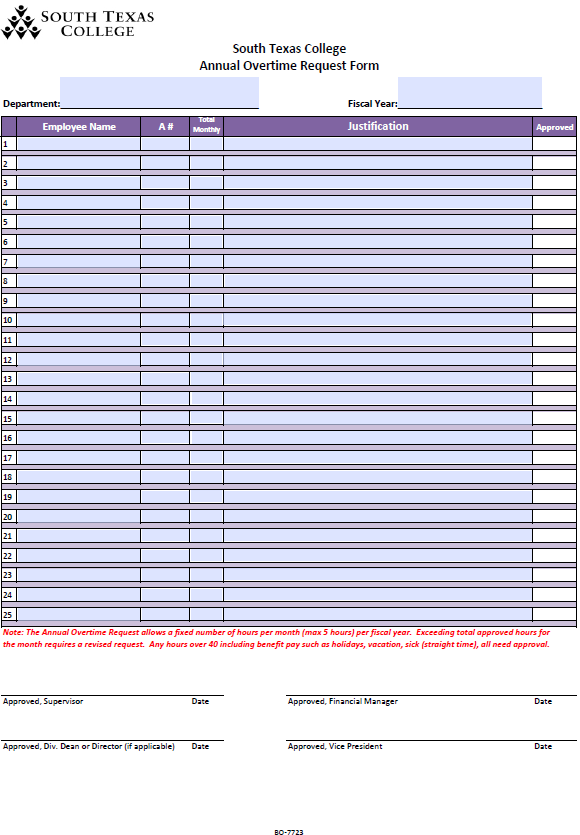 SOUTH TEXAS
COLLEGE
South Texas College
Annual Overtime Request Form
Department: Fiscal Year:
Employee Name A # Total Monthly Justification Approved
1
2
3
4
5
6
7
8
9
10
11
12
13
14
15
16
17
18
19
20
21
22
23
24
25
Note: The Annual Overtime Request allows a fixed number of hours per month (max 5 hours) per fiscal year. Exceeding total approved hours for
the month requires a revised request. Any hours over 40 including benefit pay such as holidays, vacation, sick (straight time), all need approval.
Approved, Supervisor Date Approved, Financial Manager Date
Approved, Div. Dean or Director (if applicable) Date Approved, Vice President Date
BO-7723